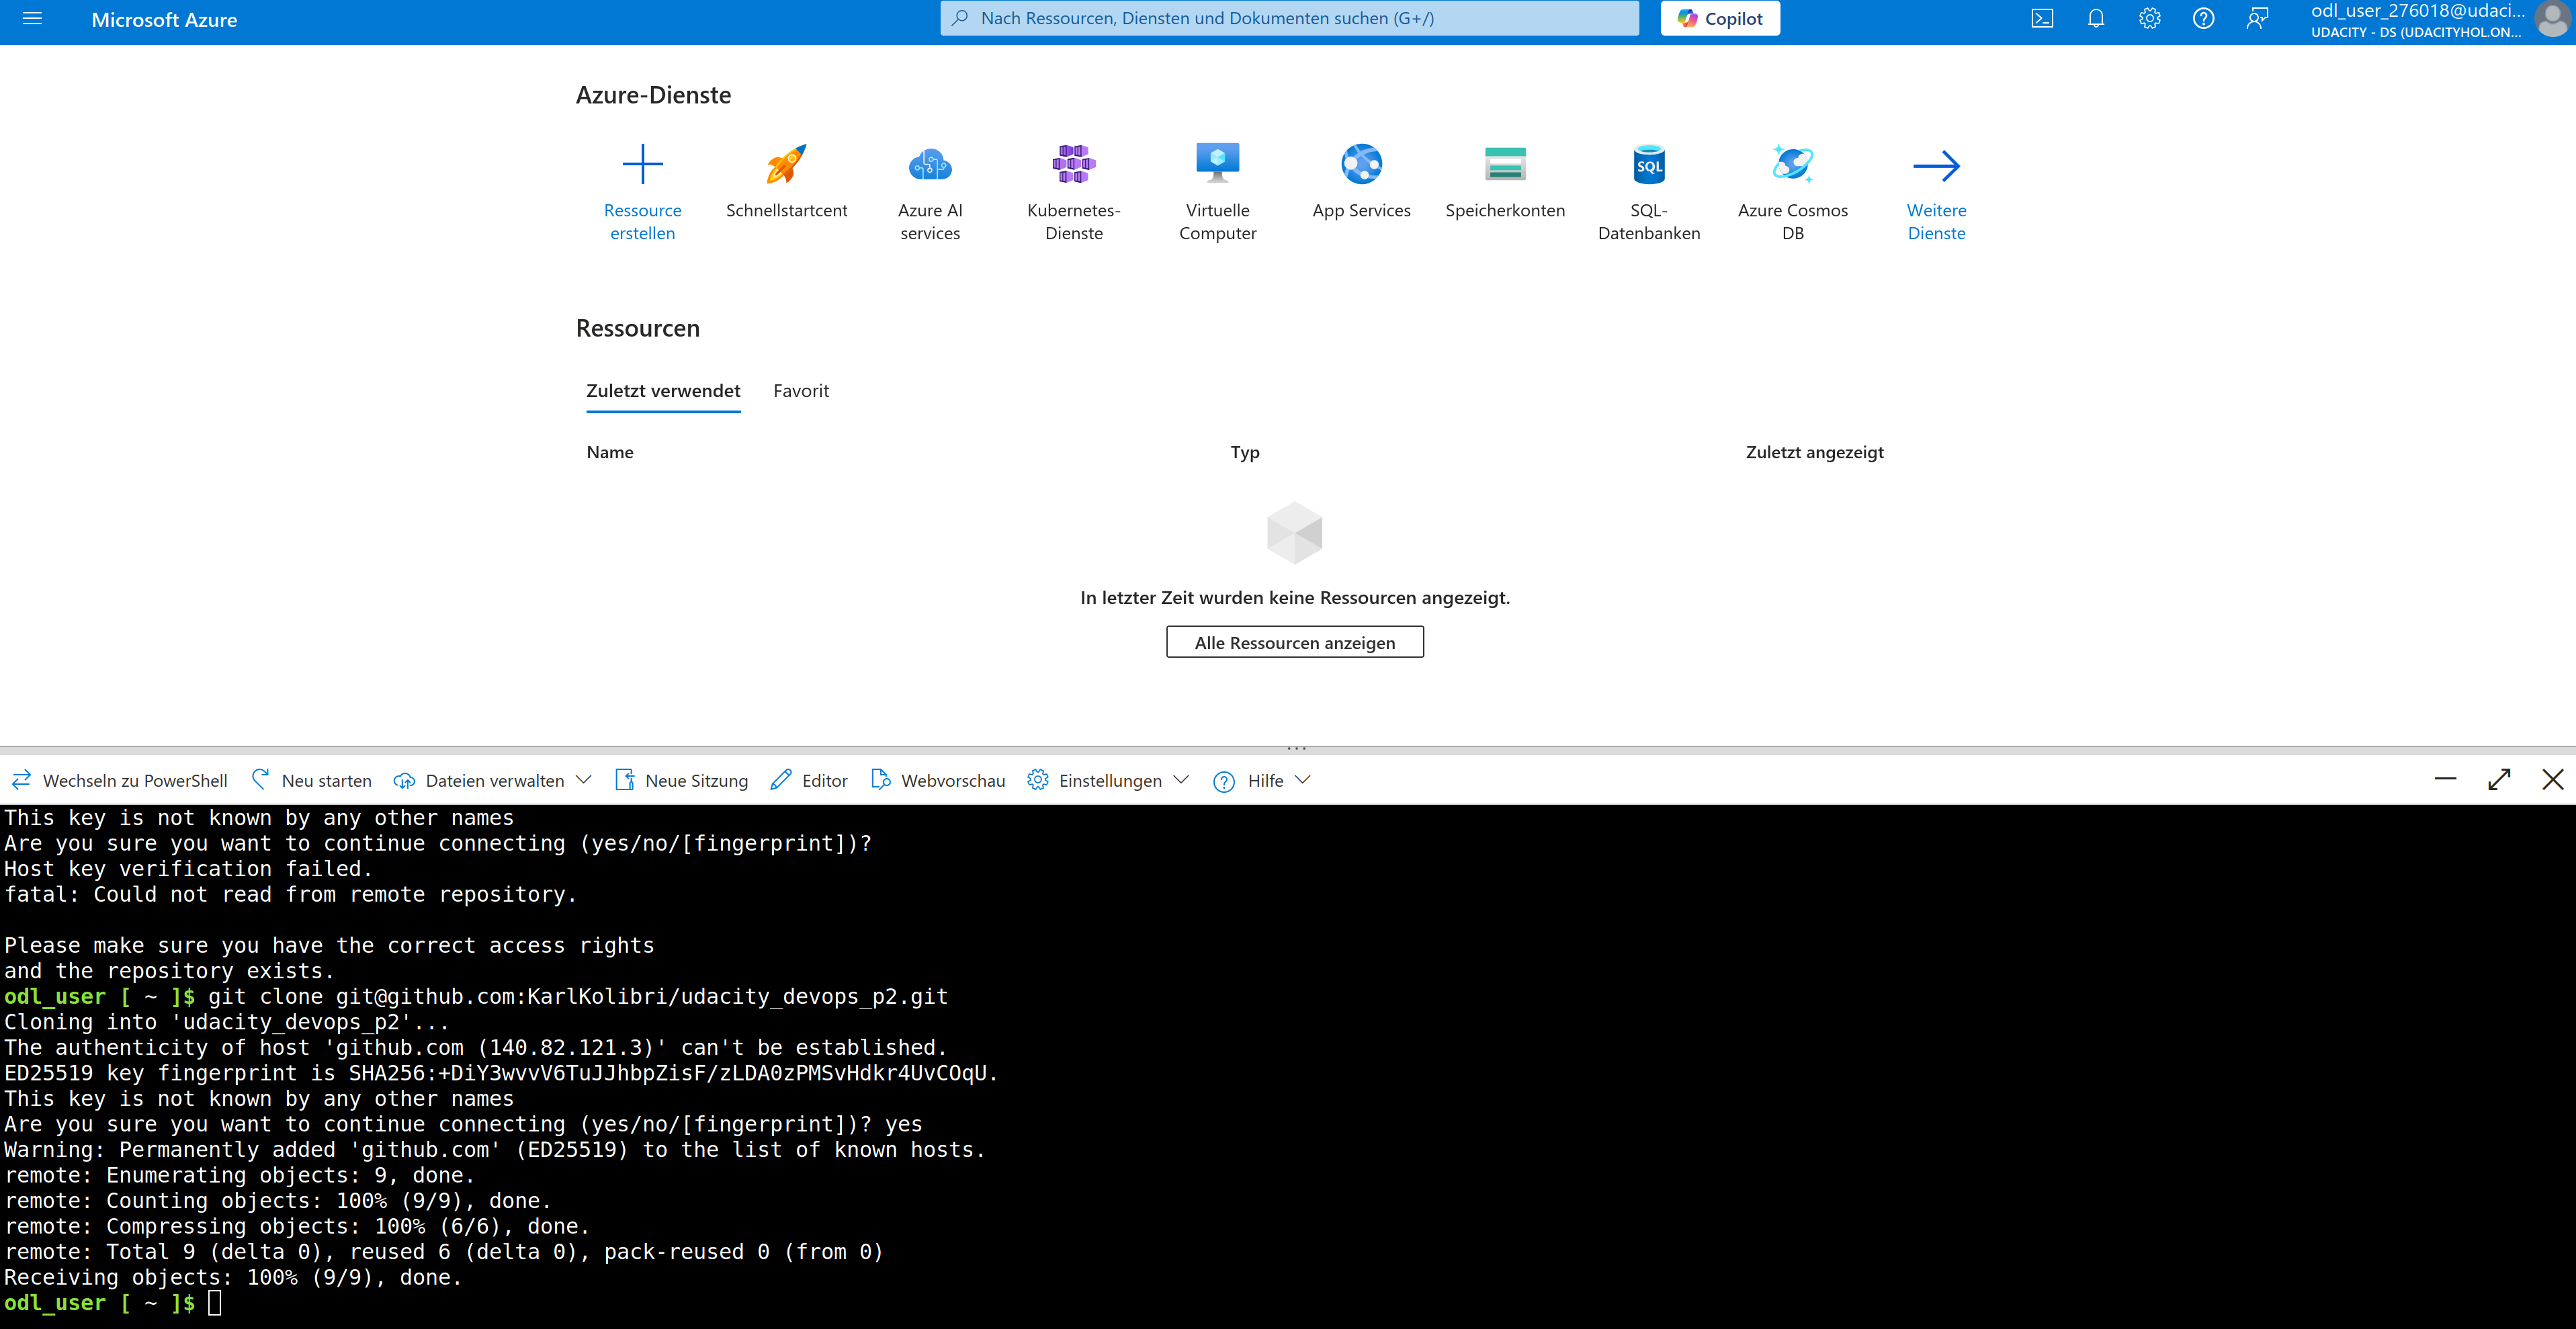 Microsoft Azure
Nach Ressourcen, Diensten und Dokumenten suchen (G+/)
Copilot
odl_user_276018@udaci...
UDACITY - DS (UDACITYHOL.ON...
Azure-Dienste
Ressource erstellen
Schnellstartcent
Azure AI services
Kubernetes-Dienste
Virtuelle Computer
App Services
Speicherkonten
SQL-Datenbanken
Azure Cosmos DB
Weitere Dienste
Ressourcen
Zuletzt verwendet Favorit
Name Typ Zuletzt angezeigt
In letzter Zeit wurden keine Ressourcen angezeigt.
Alle Ressourcen anzeigen
Wechseln zu PowerShell Neu starten Dateien verwalten Neue Sitzung Editor Webvorschau Einstellungen Hilfe
This key is not known by any other names
Are you sure you want to continue connecting (yes/no/[fingerprint])?
Host key verification failed.
fatal: Could not read from remote repository.
Please make sure you have the correct access rights
and the repository exists.
odl_user [ ~ ]$ git clone git@github.com:KarlKolibri/udacity_devops_p2.git
Cloning into 'udacity_devops_p2'...
The authenticity of host 'github.com (140.82.121.3)' can't be established.
ED25519 key fingerprint is SHA256:+DiY3wvvV6TuJJhbpZisF/zLDA0zPMSvHdkr4UvCOqU.
This key is not known by any other names
Are you sure you want to continue connecting (yes/no/[fingerprint])? yes
Warning: Permanently added 'github.com' (ED25519) to the list of known hosts.
remote: Enumerating objects: 9, done.
remote: Counting objects: 100% (9/9), done.
remote: Compressing objects: 100% (6/6), done.
remote: Total 9 (delta 0), reused 6 (delta 0), pack-reused 0 (from 0)
Receiving objects: 100% (9/9), done.
odl_user [ ~ ]$